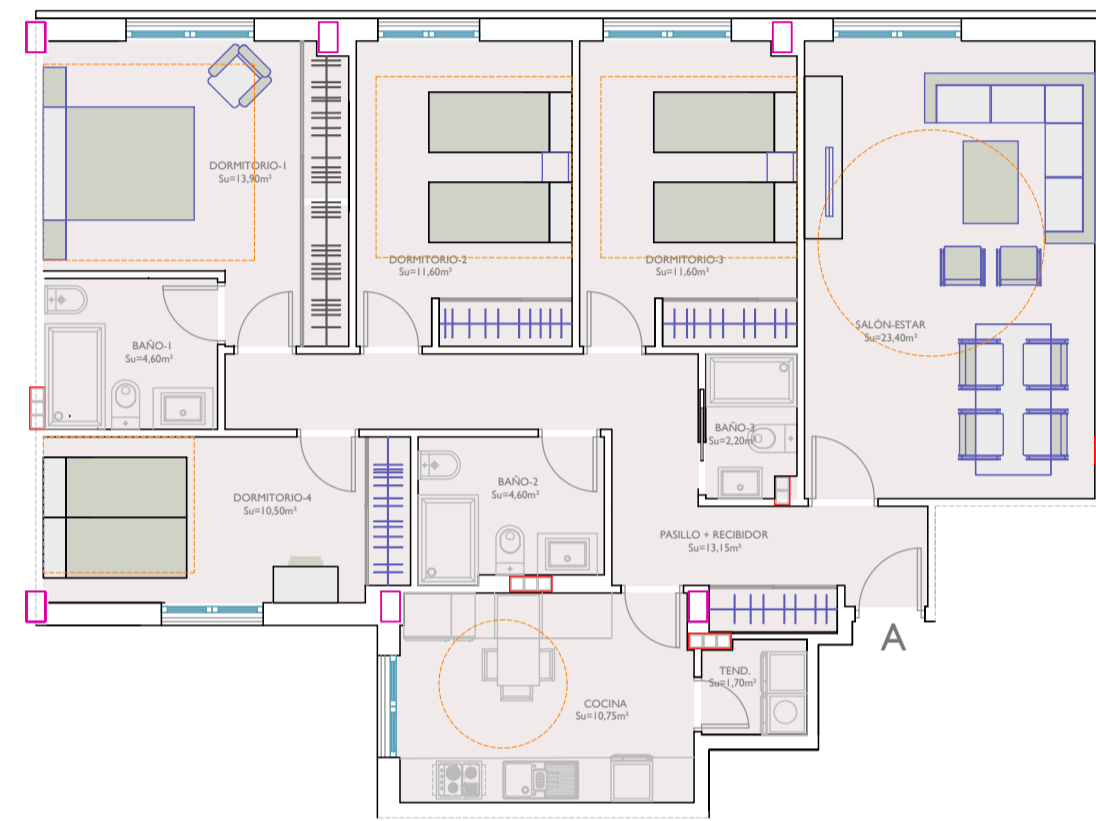 DORMITORIO-1
Su=13,90m²
DORMITORIO-2
Su=11,60m²
DORMITORIO-3
Su=11,60m²
SALÓN-ESTAR
Su=23,40m²
BAÑO-1
Su=4,60m²
BAÑO-3
Su=2,20m²
DORMITORIO-4
Su=10,50m²
BAÑO-2
Su=4,60m²
PASILLO + RECIBIDOR
Su=13,15m²
A
TEND.
Su=1,70m²
COCINA
Su=10,75m²